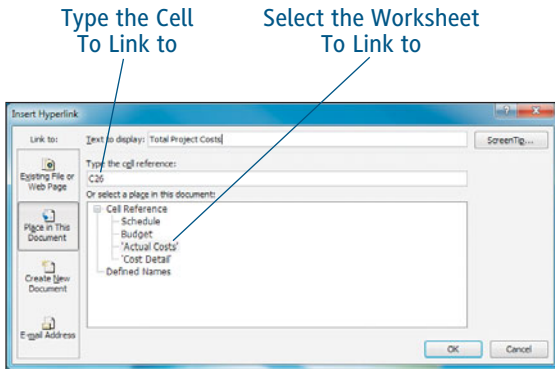 Type the Cell
To Link to
Select the Worksheet
To Link to
Insert Hyperlink
Link to:
Text to display: Total Project Costs
ScreenTip...
Existing File or
Web Page
Type the cell reference:
C26
Or select a place in this document:
Place in This
Document
Cell Reference
Schedule
Budget
'Actual Costs'
'Cost Detail'
Defined Names
Create New
Document
E-mail Address
OK
Cancel